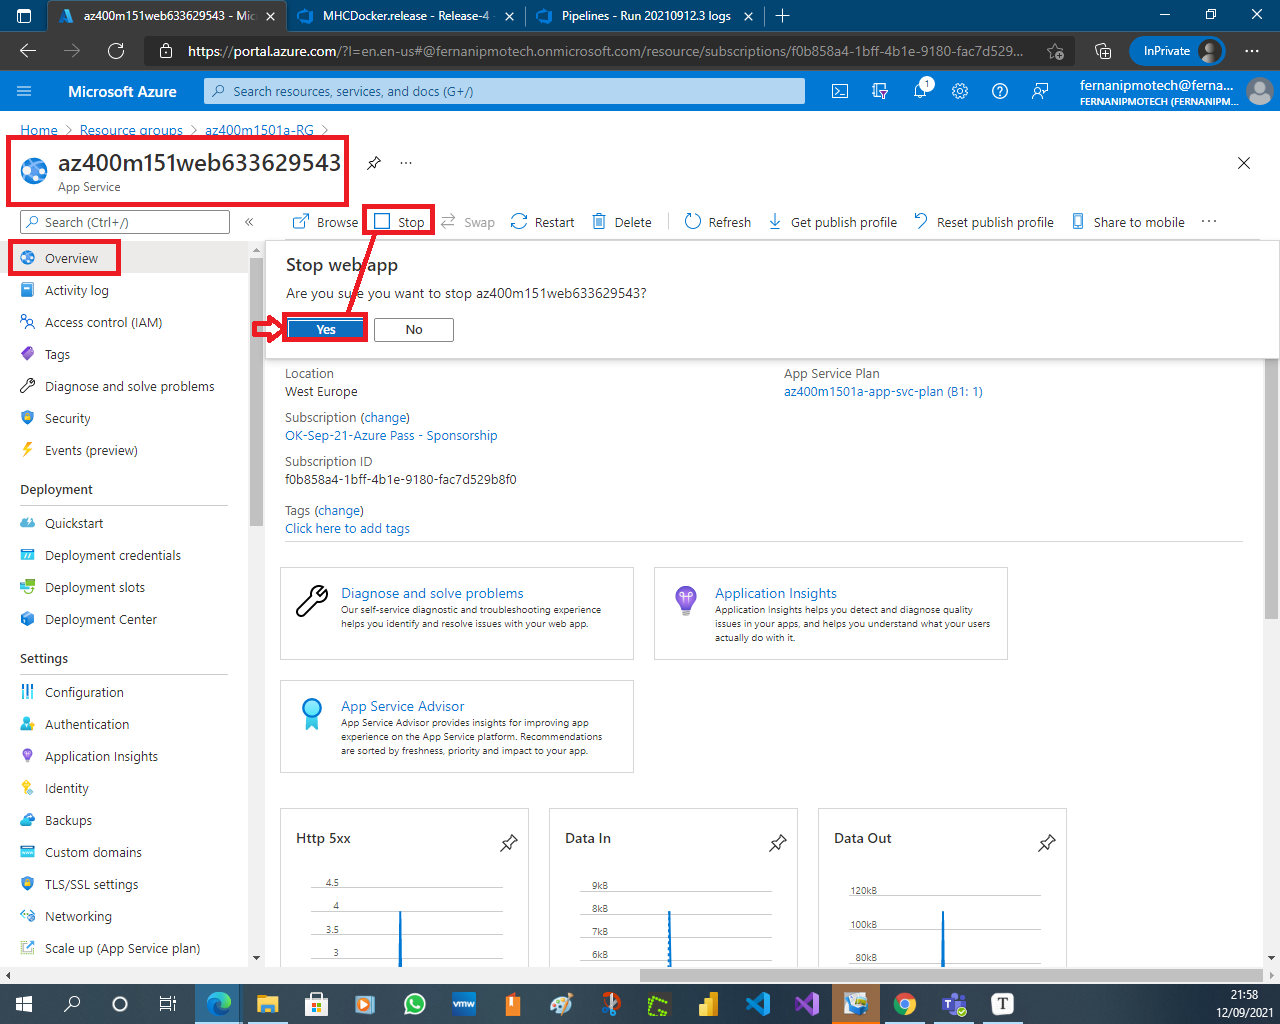 az400m151web633629543 - Mic
MHCDocker.release - Release-4 -
Pipelines - Run 20210912.3 logs
https://portal.azure.com/?l=en.en-us#@fernanipmotech.onmicrosoft.com/resource/subscriptions/f0b858a4-1bff-4b1e-9180-fac7d529...
InPrivate
Microsoft Azure
Search resources, services, and docs (G+/)
1
fernanipmotech@ferna...
FERNANIPMOTECH (FERNANIPM...
Home > Resource groups > az400m1501a-RG >
az400m151web633629543
App Service
Search (Ctrl+/)
Browse
Stop
Swap
Restart
Delete
Refresh
Get publish profile
Reset publish profile
Share to mobile
Stop web app
Are you sure you want to stop az400m151web633629543?
Yes
No
Overview
Activity log
Access control (IAM)
Tags
Diagnose and solve problems
Security
Events (preview)
Deployment
Quickstart
Deployment credentials
Deployment slots
Deployment Center
Settings
Configuration
Authentication
Application Insights
Identity
Backups
Custom domains
TLS/SSL settings
Networking
Scale up (App Service plan)
Location
West Europe
Subscription (change)
OK-Sep-21-Azure Pass - Sponsorship
Subscription ID
f0b858a4-1bff-4b1e-9180-fac7d529b8f0
Tags (change)
Click here to add tags
App Service Plan
az400m1501a-app-svc-plan (B1: 1)
Diagnose and solve problems
Our self-service diagnostic and troubleshooting experience
helps you identify and resolve issues with your web app.
Application Insights
Application Insights helps you detect and diagnose quality
issues in your apps, and helps you understand what your users
actually do with it.
App Service Advisor
App Service Advisor provides insights for improving app
experience on the App Service platform. Recommendations
are sorted by freshness, priority and impact to your app.
Http 5xx
4.5
4
3.5
3
Data In
9kB
8kB
7kB
6kB
Data Out
120kB
100kB
80kB
vmw
T
21:58
12/09/2021